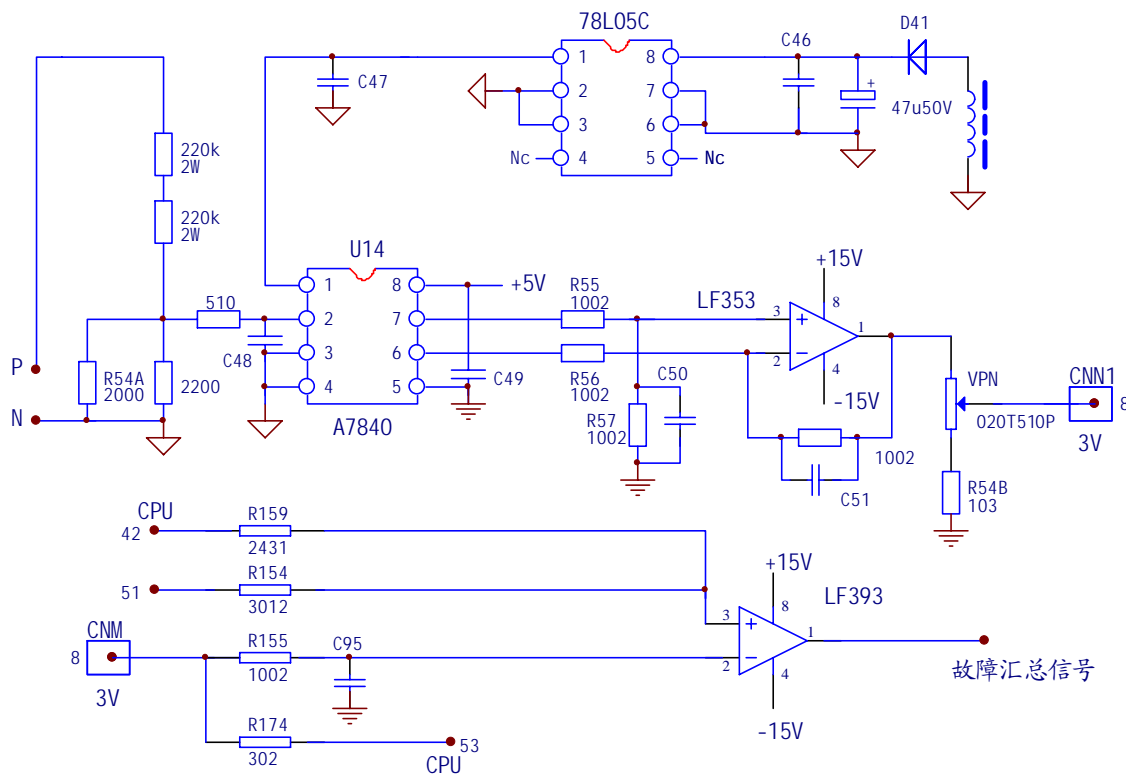 78L05C
D41
C46
1
8
C47
2
7
+
47u50V
3
6
220k
2W
Nc
4
5
Nc
220k
2W
U14
+15V
1
8
+5V
R55
1002
LF353
8
510
2
7
3
+
1
P
C48
3
6
2
−
R54A
2000
2200
4
5
C49
R56
1002
C50
4
VPN
CNN1
N
A7840
-15V
020T510P
8
R57
1002
3V
1002
C51
R54B
103
CPU
42
R159
2431
+15V
51
R154
3012
8
LF393
3
+
1
CNM
R155
1002
C95
2
−
8
4
故障汇总信号
3V
R174
302
53
CPU
-15V